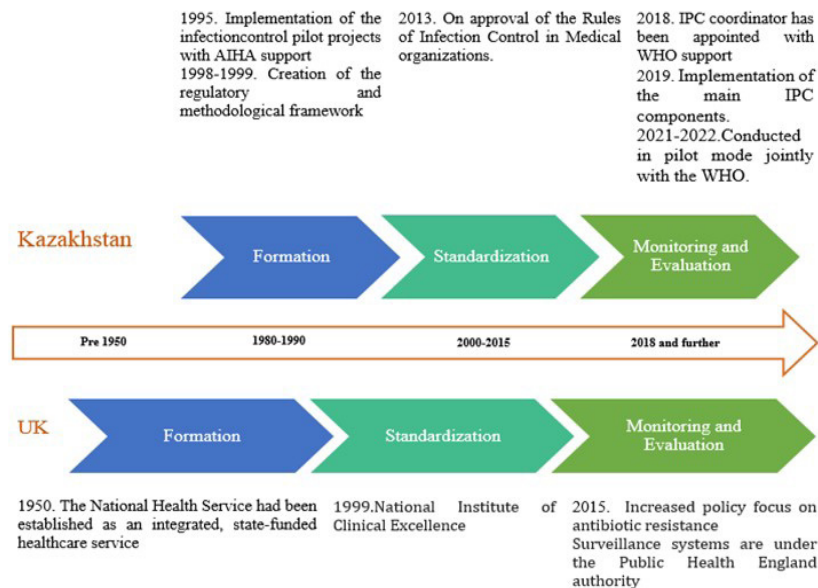 1995. Implementation of the
infectioncontrol pilot projects
with AIHA support
1998-1999. Creation of the
regulatory and
methodological framework
2013. On approval of the Rules
of Infection Control in Medical
organizations.
2018. IPC coordinator has
been appointed with
WHO support
2019. Implementation of
the main IPC
components.
2021-2022.Conducted
in pilot mode jointly
with the WHO.
Kazakhstan
Formation
Standardization
Monitoring and
Evaluation
Pre 1950
1980-1990
2000-2015
2018 and further
UK
Formation
Standardization
Monitoring and
Evaluation
1950. The National Health Service had been
established as an integrated, state-funded
healthcare service
1999.National Institute of
Clinical Excellence
2015. Increased policy focus on
antibiotic resistance
Surveillance systems are under
the Public Health England
authority